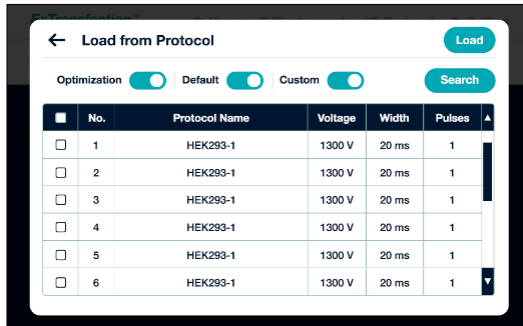 ← Load from Protocol Load
Optimization Default Custom Search
No. Protocol Name Voltage Width Pulses
1 HEK293-1 1300 V 20 ms 1
2 HEK293-1 1300 V 20 ms 1
3 HEK293-1 1300 V 20 ms 1
4 HEK293-1 1300 V 20 ms 1
5 HEK293-1 1300 V 20 ms 1
6 HEK293-1 1300 V 20 ms 1